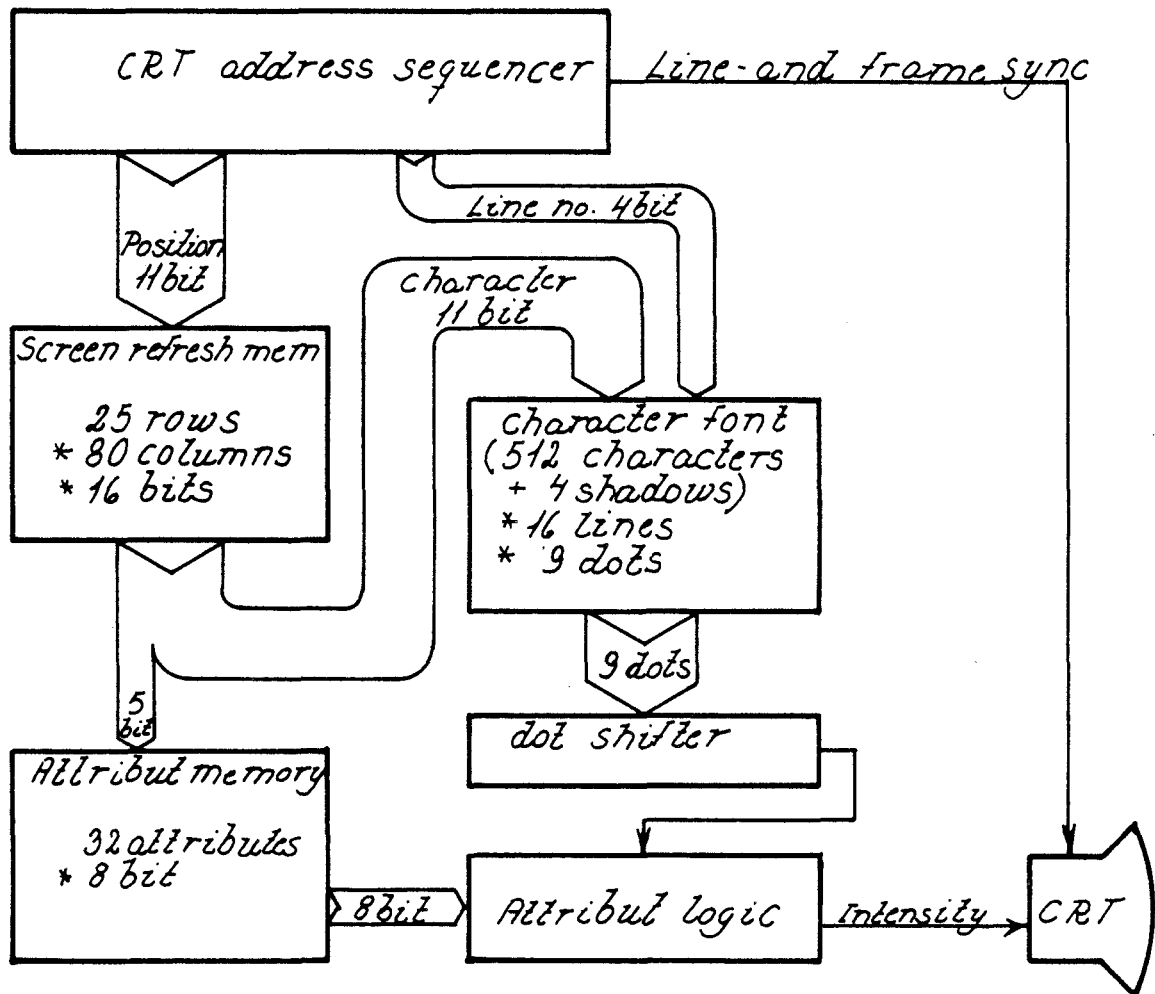 CRT address sequencer
Line-and frame sync
Line no. 4bit
Position
11bit
character
11 bit
Screen refresh mem
25 rows
* 80 columns
* 16 bits
character font
(512 characters
+ 4 shadows)
* 16 lines
* 9 dots
9 dots
5
bit
dot shifter
Attribut memory
32 attributes
* 8 bit
8bit
Attribut logic
Intensity
CRT